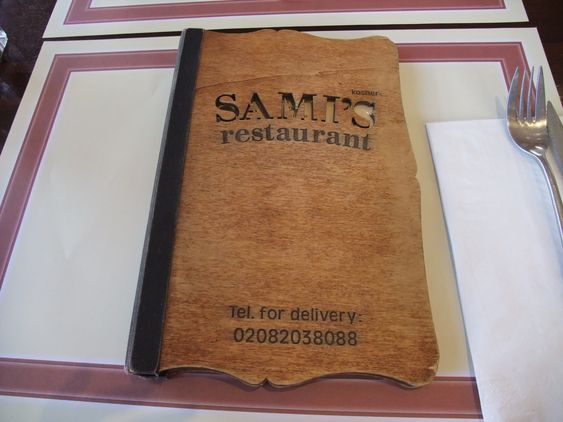 kosher
SAMI'S
restaurant
Tel. for delivery:
02082038088